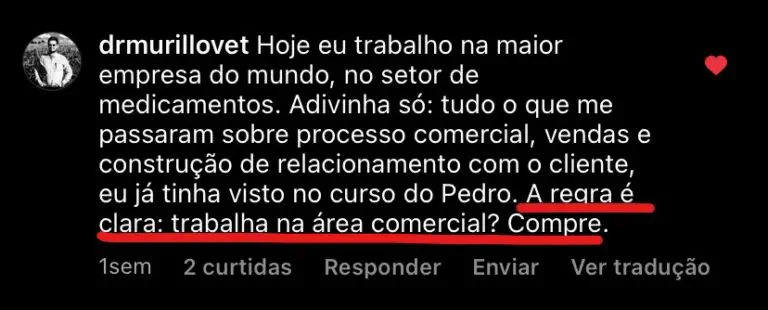 drmurillovet Hoje eu trabalho na maior
empresa do mundo, no setor de
medicamentos. Adivinha só: tudo o que me
passaram sobre processo comercial, vendas e
construção de relacionamento com o cliente,
eu já tinha visto no curso do Pedro. A regra é
clara: trabalha na área comercial? Compre.
1sem 2 curtidas Responder Enviar Ver tradução